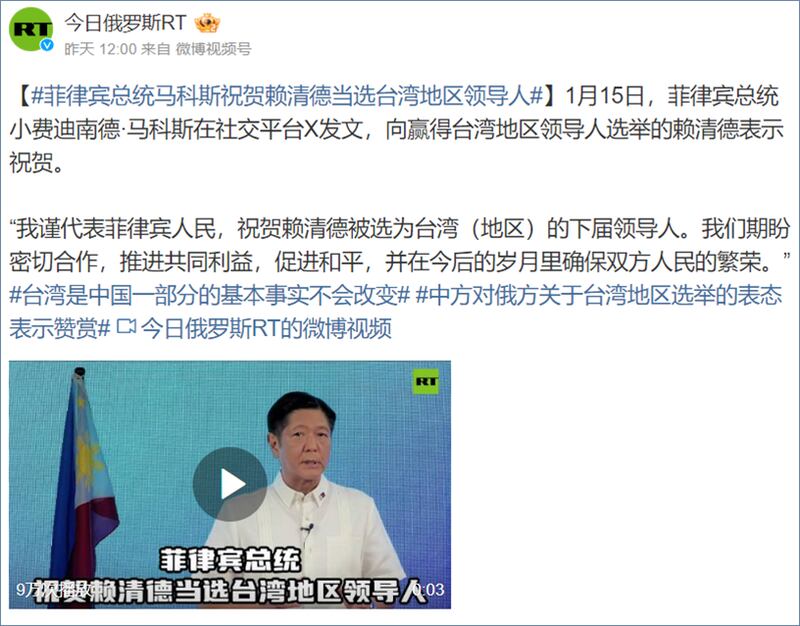 RT 今日俄罗斯RT
昨天 12:00 来自 微博视频号
【#菲律宾总统马科斯祝贺赖清德当选台湾地区领导人#】1月15日，菲律宾总统
小费迪南德·马科斯在社交平台X发文，向赢得台湾地区领导人选举的赖清德表示
祝贺。
“我谨代表菲律宾人民，祝贺赖清德被选为台湾（地区）的下届领导人。我们期盼
密切合作，推进共同利益，促进和平，并在今后的岁月里确保双方人民的繁荣。”
#台湾是中国一部分的基本事实不会改变# #中方对俄方关于台湾地区选举的表态
表示赞赏# 今日俄罗斯RT的微博视频
RT
菲律宾总统
祝贺赖清德当选台湾地区领导人
0:03